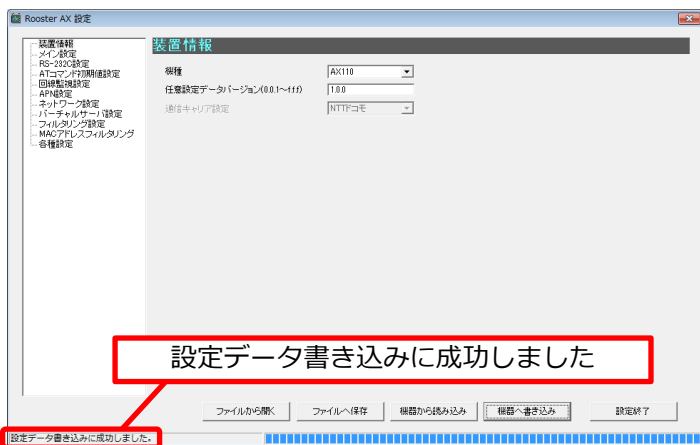 Rooster AX 設定
装置情報
メイン設定
RS-232C設定
ATコマンド初期値設定
回線監視設定
APN設定
ネットワーク設定
バーチャルサーバ設定
フィルタリング設定
MACアドレスフィルタリング
各種設定
装置情報
機種 AX110
任意設定データバージョン(0.0.1～f.f.f) 1.0.0
通信キャリア設定 NTTドコモ
設定データ書き込みに成功しました
ファイルから開く ファイルへ保存 機器から読み込み 機器へ書き込み 設定終了
設定データ書き込みに成功しました。